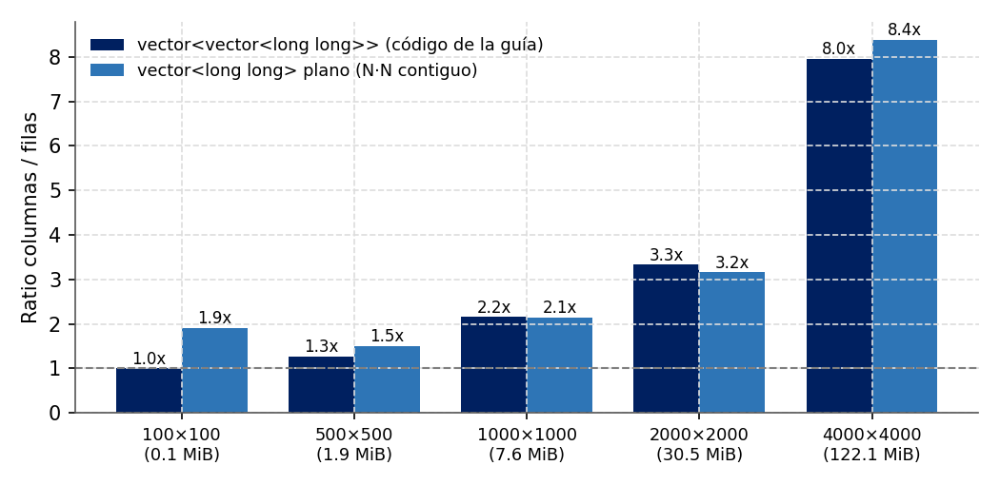 vector<vector<long long>> (código de la guía)
vector<long long> plano (N·N contiguo)
Ratio columnas / filas
8
7
6
5
4
3
2
1
0
1.0x
1.9x
1.3x
1.5x
2.2x
2.1x
3.3x
3.2x
8.0x
8.4x
100×100
(0.1 MiB)
500×500
(1.9 MiB)
1000×1000
(7.6 MiB)
2000×2000
(30.5 MiB)
4000×4000
(122.1 MiB)